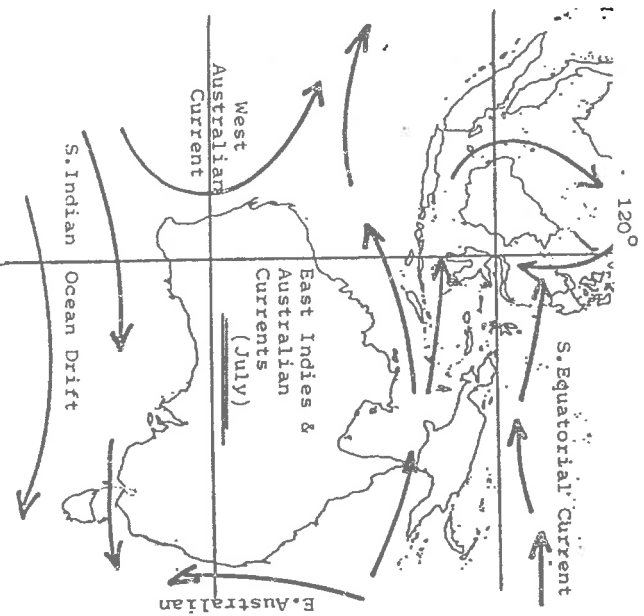 120°
S.Equatorial Current
East Indies &
Australian
Currents
(July)
West
Australian
Current
S.Indian Ocean Drift
E.Australian